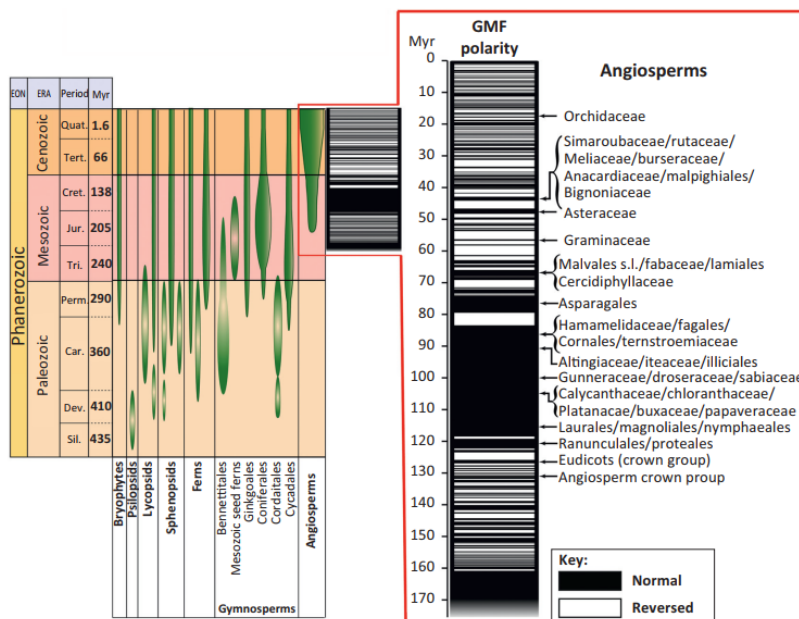 EON ERA Period Myr
Phanerozoic
Cenozoic
Quat. 1.6
Tert. 66
Mesozoic
Cret. 138
Jur. 205
Tri. 240
Paleozoic
Perm. 290
Car. 360
Dev. 410
Sil. 435
Bryophytes
Psilopsids
Lycopsids
Sphenopsids
Ferns
Bennettitales
Mesozoic seed ferns
Ginkgoales
Coniferales
Cordaitales
Cycadales
Angiosperms
Gymnosperms
Myr
GMF
polarity
Angiosperms
0
10
20
30
40
50
60
70
80
90
100
110
120
130
140
150
160
170
Orchidaceae
Simaroubaceae/rutaceae/
Meliaceae/burseraceae/
Anacardiaceae/malpighiales/
Bignoniaceae
Asteraceae
Graminaceae
Malvales s.l./fabaceae/lamiales
Cercidiphyllaceae
Asparagales
Hamamelidaceae/fagales/
Cornales/ternstroemiaceae
Altingiaceae/iteaceae/illiciales
Gunneraceae/droseraceae/sabiaceae
Calycanthaceae/chloranthaceae/
Platanacae/buxaceae/papaveraceae
Laurales/magnoliales/nymphaeales
Ranunculales/proteales
Eudicots (crown group)
Angiosperm crown proup
Key:
Normal
Reversed